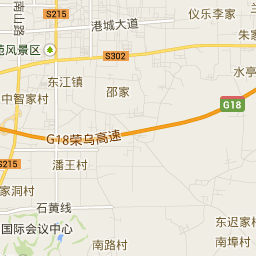 S215
仪乐李家
港城大道
南山路
朱家
苑风景区
S302
水亭
东江镇
中智家村
邵家
G18
G18荣乌高速
S215
潘王村
家洞村
石黄线
东迟家村
国际会议中心
南路村
南埠村